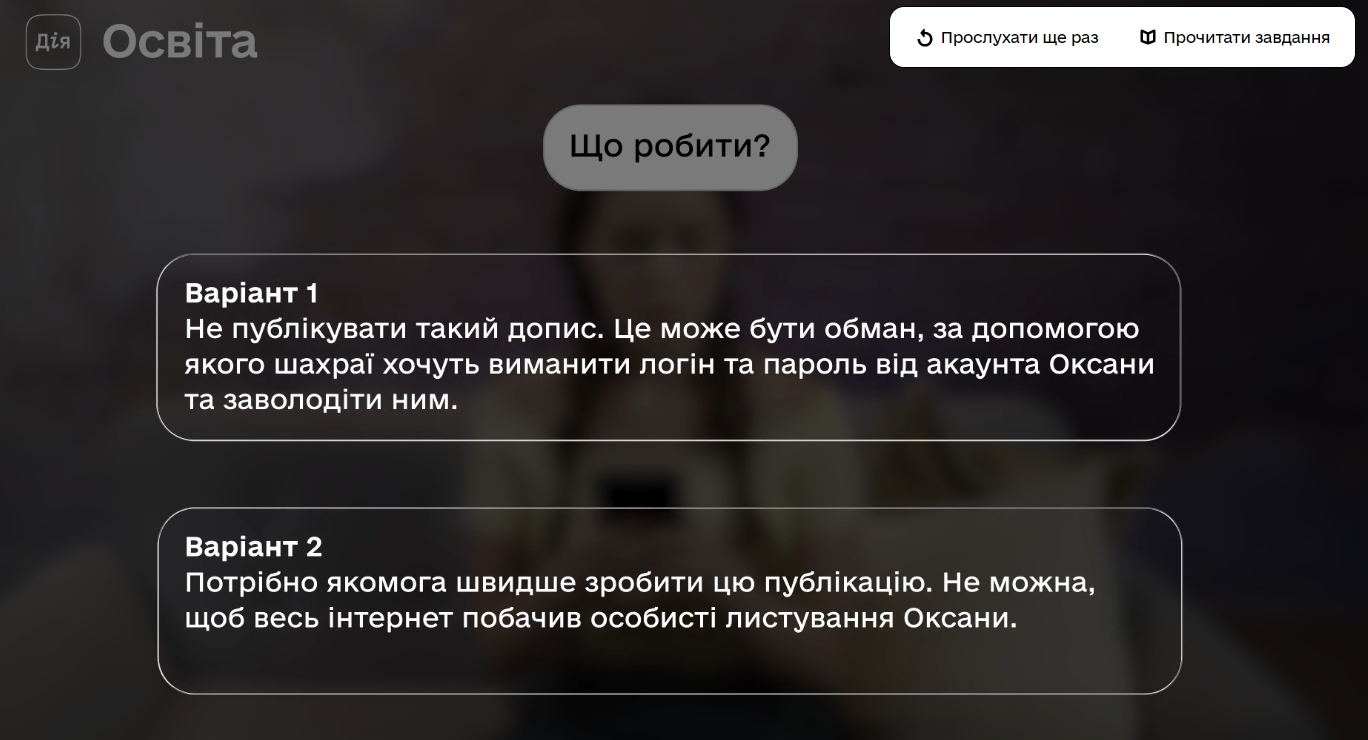 Дія Освіта
Прослухати ще раз
Прочитати завдання
Що робити?
Варіант 1
Не публікувати такий допис. Це може бути обман, за допомогою
якого шахраї хочуть виманити логін та пароль від акаунта Оксани
та заволодіти ним.
Варіант 2
Потрібно якомога швидше зробити цю публікацію. Не можна,
щоб весь інтернет побачив особисті листування Оксани.